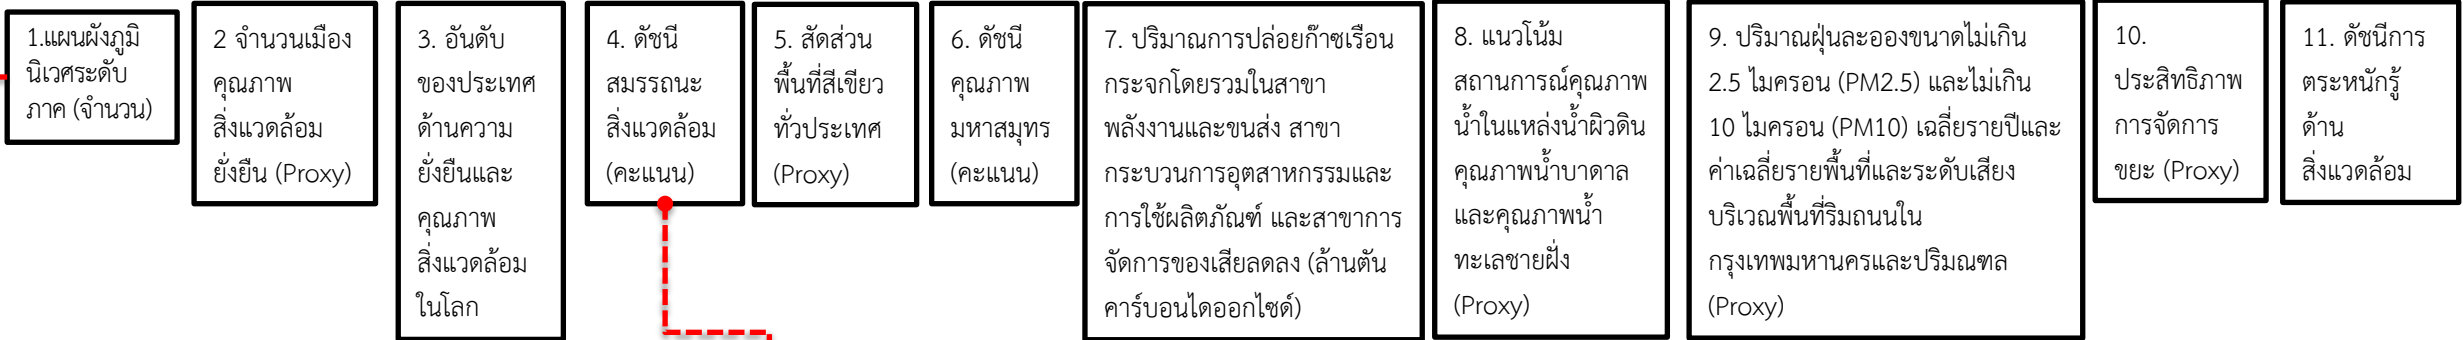 1.แผนผังภูมิ
นิเวศระดับ
ภาค (จำนวน)
2 จำนวนเมือง
คุณภาพ
สิ่งแวดล้อม
ยั่งยืน (Proxy)
3. อันดับ
ของประเทศ
ด้านความ
ยั่งยืนและ
คุณภาพ
สิ่งแวดล้อม
ในโลก
4. ดัชนี
สมรรถนะ
สิ่งแวดล้อม
(คะแนน)
5. สัดส่วน
พื้นที่สีเขียว
ทั่วประเทศ
(Proxy)
6. ดัชนี
คุณภาพ
มหาสมุทร
(คะแนน)
7. ปริมาณการปล่อยก๊าซเรือน
กระจกโดยรวมในสาขา
พลังงานและขนส่ง สาขา
กระบวนการอุตสาหกรรมและ
การใช้ผลิตภัณฑ์ และสาขาการ
จัดการของเสียลดลง (ล้านตัน
คาร์บอนไดออกไซด์)
8. แนวโน้ม
สถานการณ์คุณภาพ
น้ำในแหล่งน้ำผิวดิน
คุณภาพน้ำบาดาล
และคุณภาพน้ำ
ทะเลชายฝั่ง
(Proxy)
9. ปริมาณฝุ่นละอองขนาดไม่เกิน
2.5 ไมครอน (PM2.5) และไม่เกิน
10 ไมครอน (PM10) เฉลี่ยรายปีและ
ค่าเฉลี่ยรายพื้นที่และระดับเสียง
บริเวณพื้นที่ริมถนนใน
กรุงเทพมหานครและปริมณฑล
(Proxy)
10.
ประสิทธิภาพ
การจัดการ
ขยะ (Proxy)
11. ดัชนีการ
ตระหนักรู้
ด้าน
สิ่งแวดล้อม